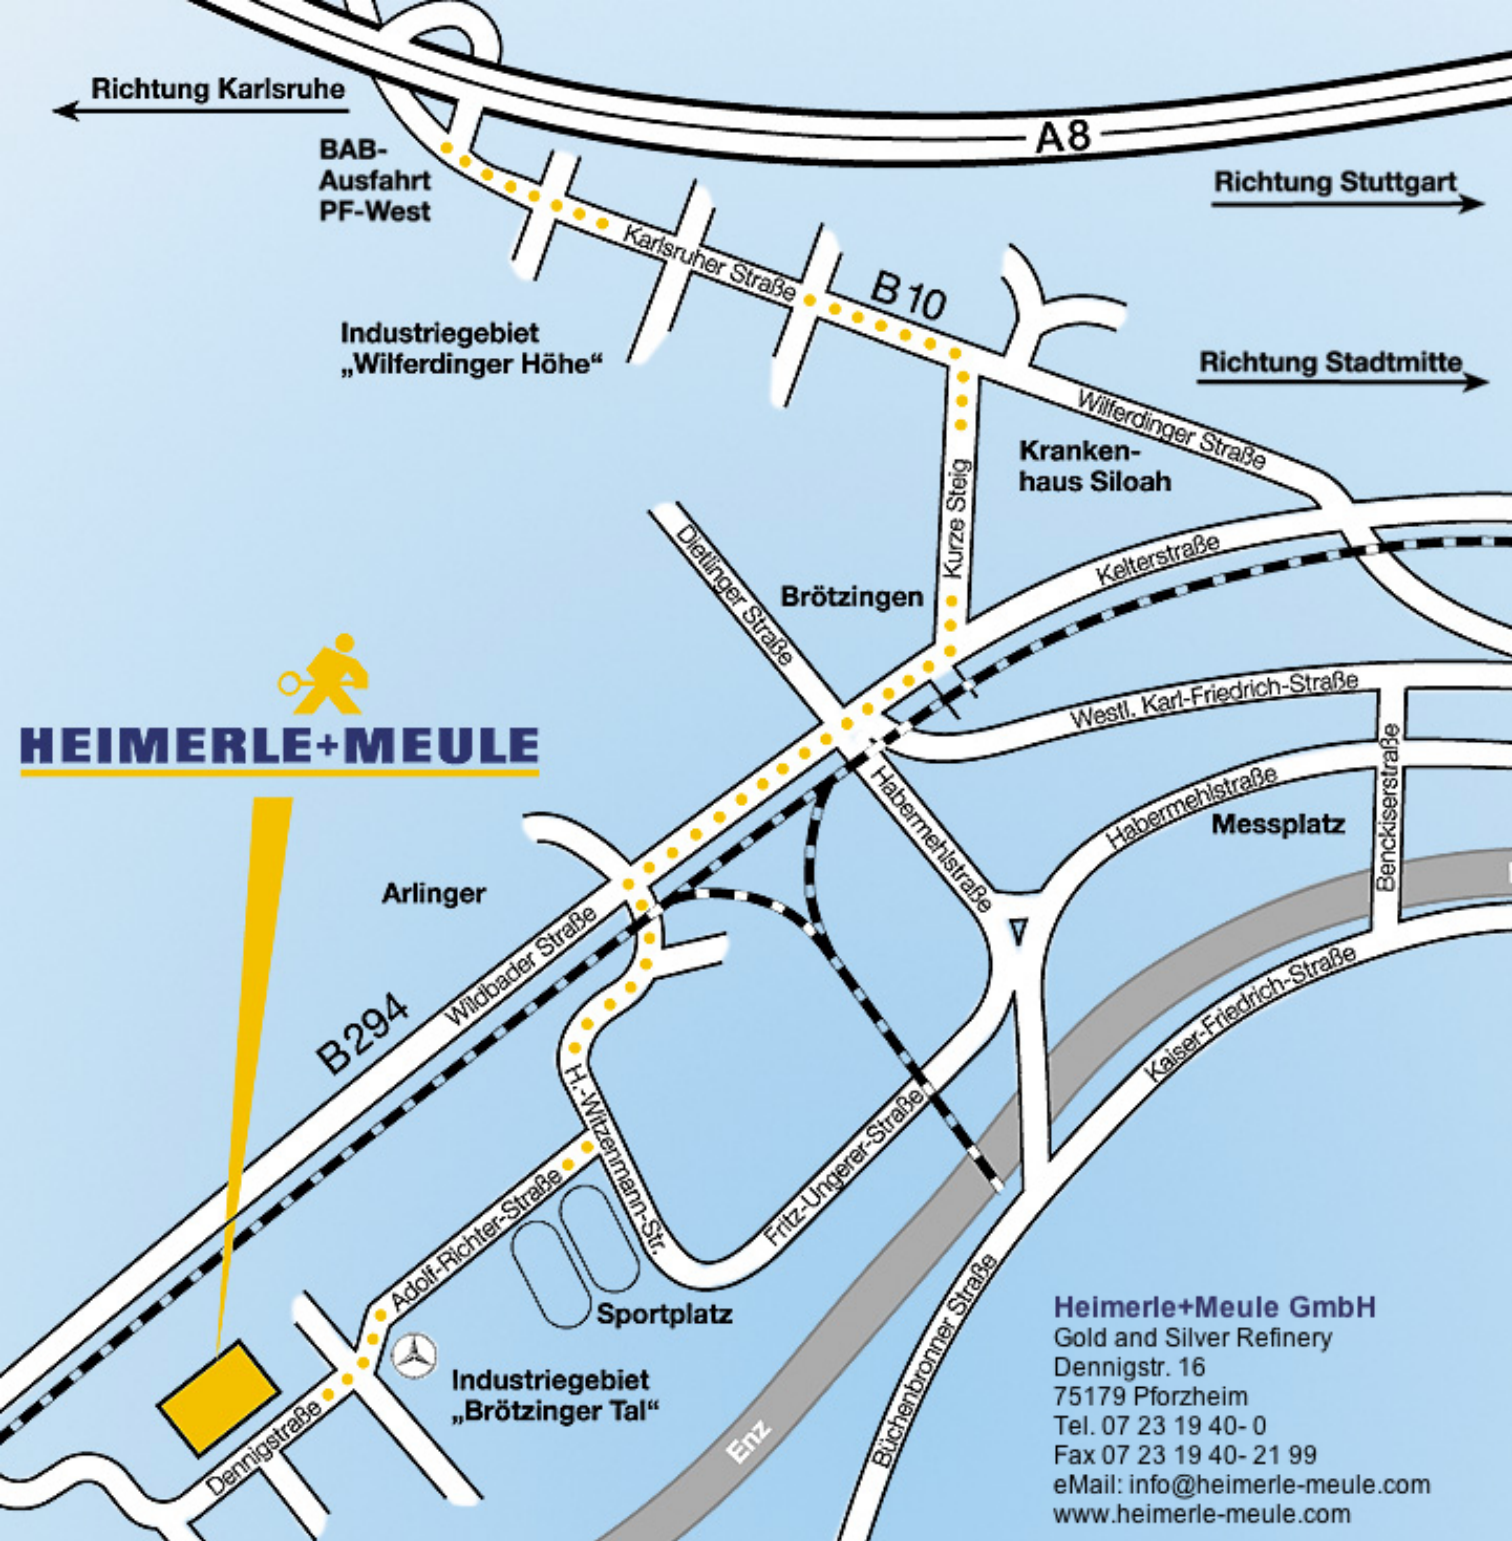 Richtung Karlsruhe
A8
BAB-
Ausfahrt
PF-West
Richtung Stuttgart
Karlsruher Straße
B 10
Industriegebiet
„Wilferdinger Höhe“
Richtung Stadtmitte
Wilferdinger Straße
Kranken-
haus Siloah
Kurze Steig
Dietlinger Straße
Kelterstraße
Brötzingen
Westl. Karl-Friedrich-Straße
HEIMERLE+MEULE
Habermehlstraße
Habermehlstraße
Messplatz
Benckiserstraße
Arlinger
Wildbader Straße
B294
Kaiser-Friedrich-Straße
H.-Witzenmann-Str.
Fritz-Ungerer-Straße
Adolf-Richter-Straße
Sportplatz
Industriegebiet
„Brötzinger Tal“
Dennigstraße
Enz
Büchenbronner Straße
Heimerle+Meule GmbH
Gold and Silver Refinery
Dennigstr. 16
75179 Pforzheim
Tel. 07 23 19 40- 0
Fax 07 23 19 40- 21 99
eMail: info@heimerle-meule.com
www.heimerle-meule.com